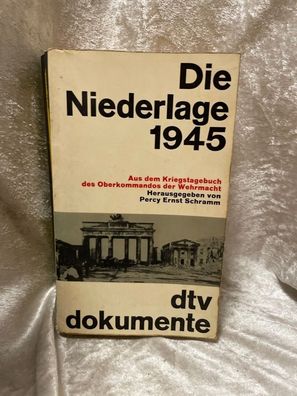 Die
Niederlage
1945
Aus dem Kriegstagebuch
des Oberkommandos der Wehrmacht
Herausgegeben von
Percy Ernst Schramm
dtv
dokumente